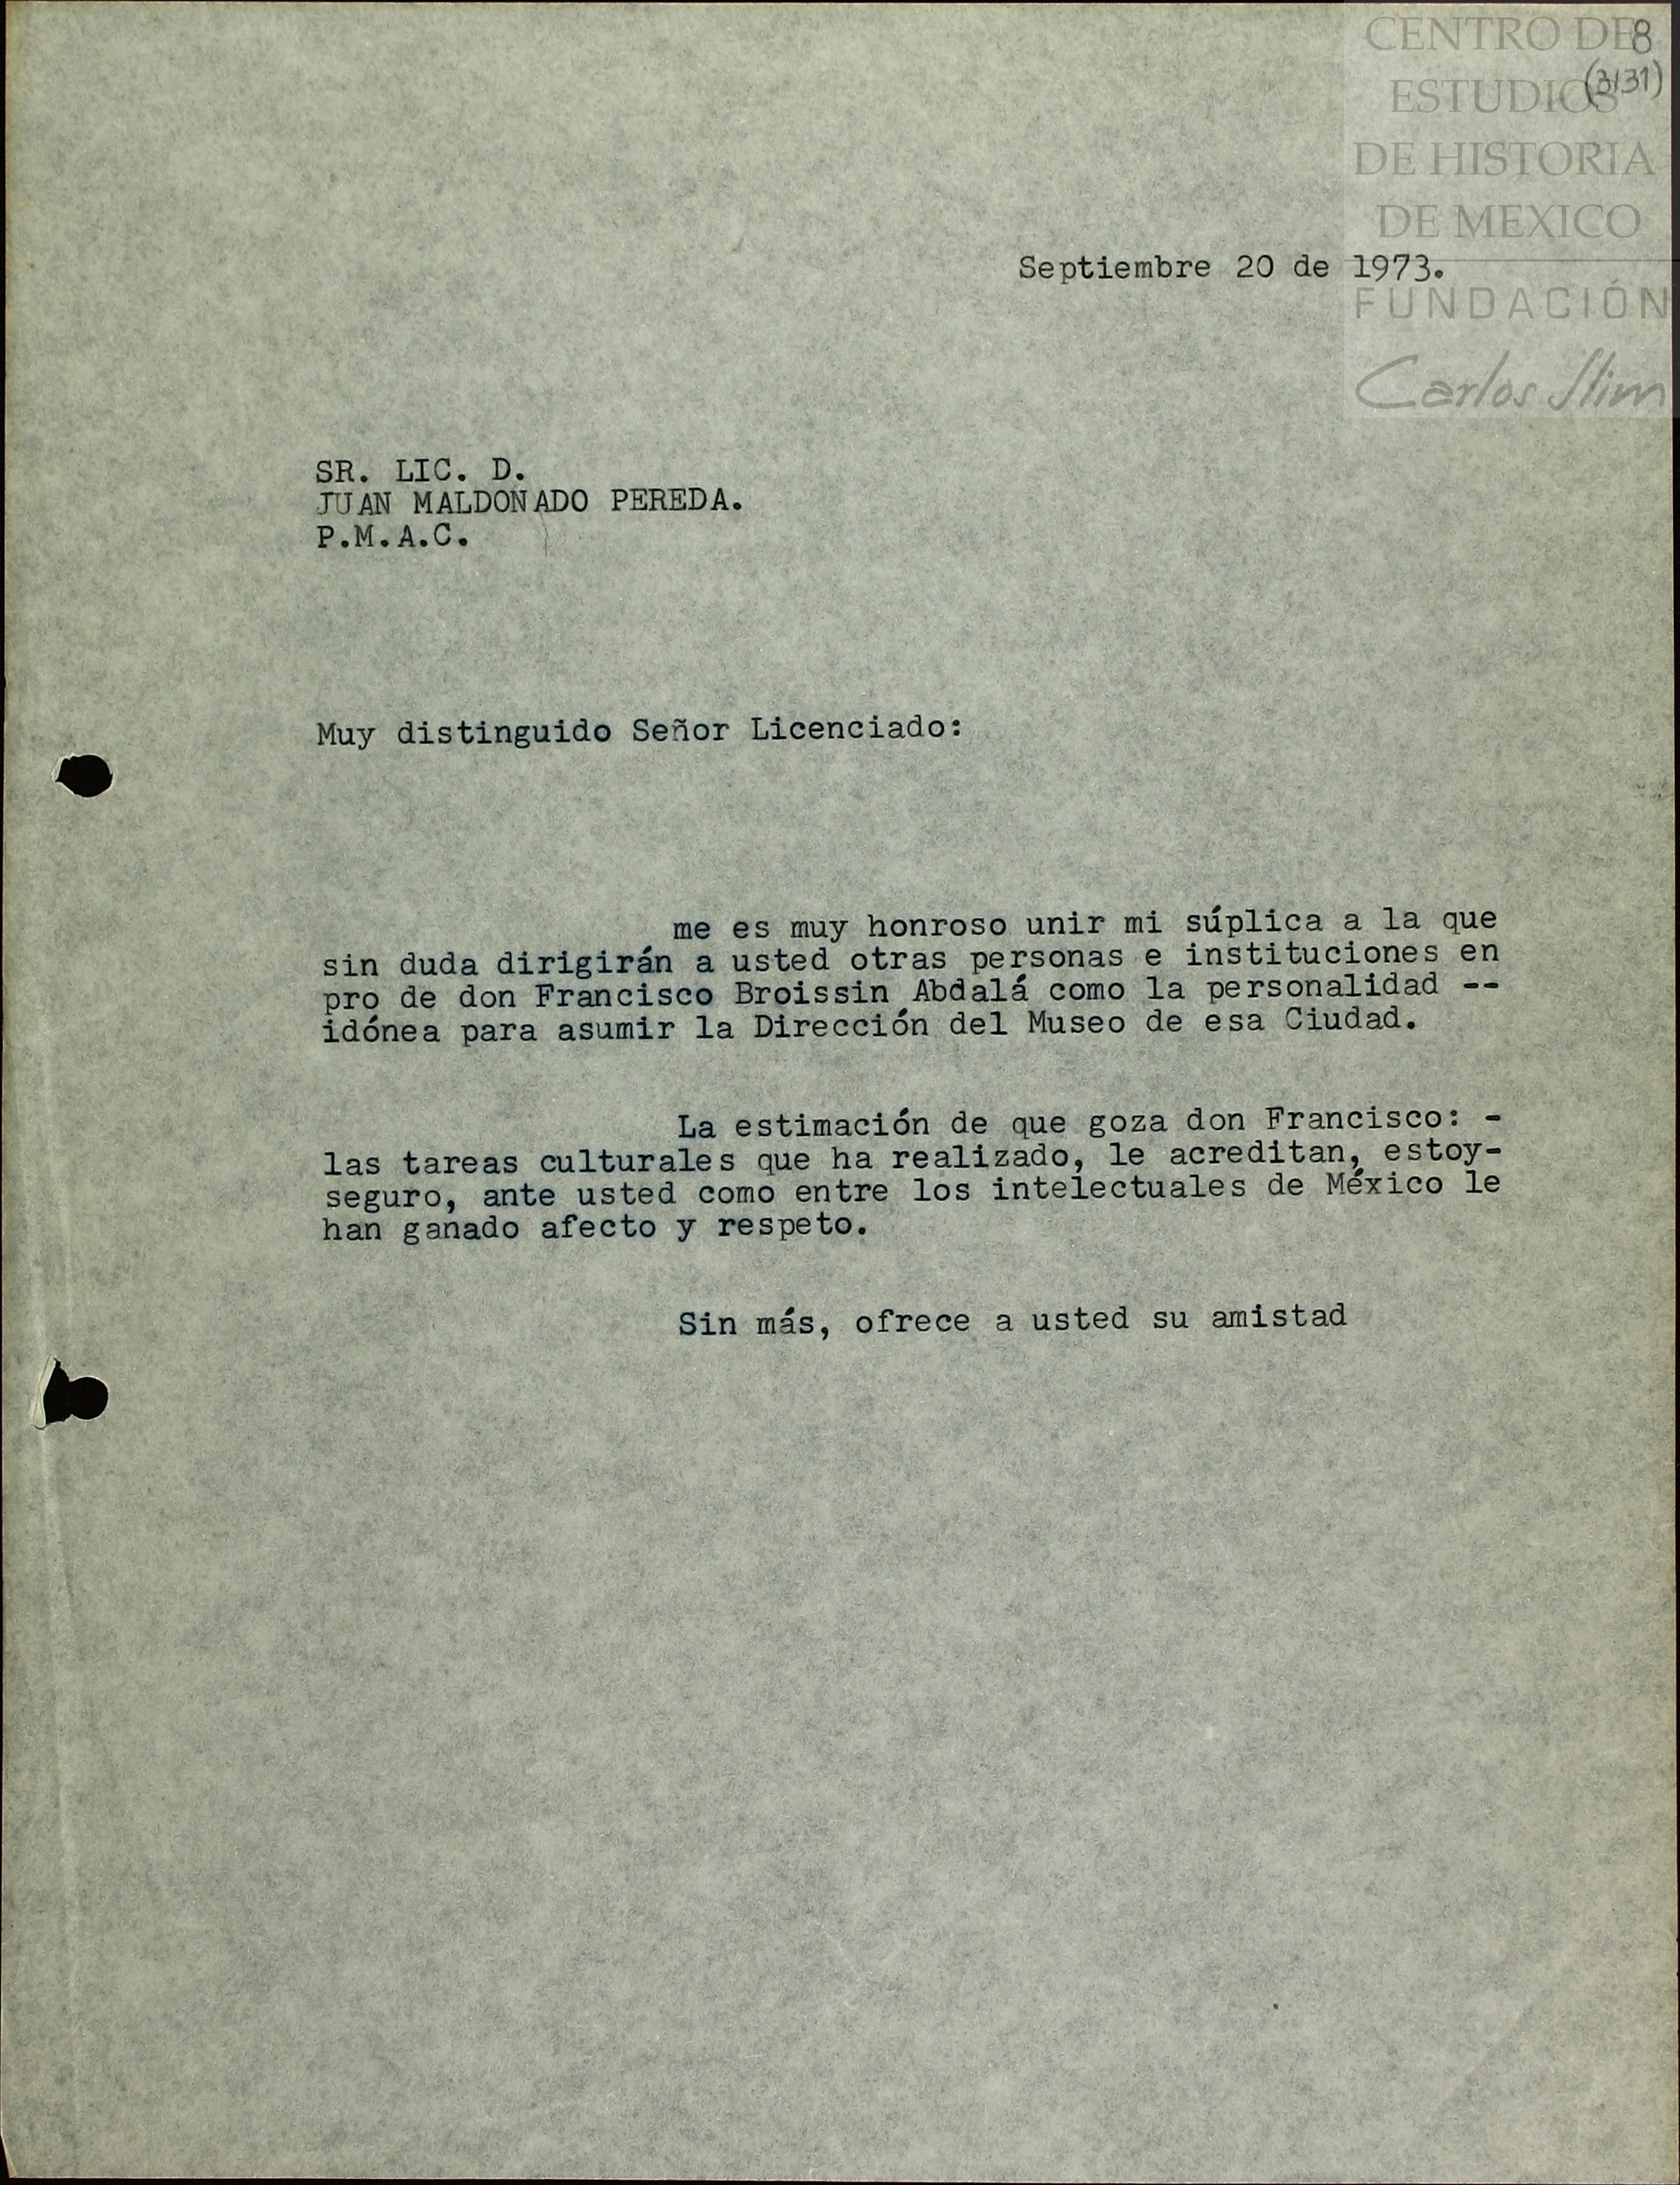 CENTRO DE
8
ESTUDIOS
(3131)
DE HISTORIA
DE MEXICO
Septiembre 20 de 1973.
FUNDACIÓN
Carlos Slim
SR. LIC. D.
JUAN MALDONADO PEREDA.
P.M.A.C.
Muy distinguido Señor Licenciado:
me es muy honroso unir mi súplica a la que
sin duda dirigirán a usted otras personas e instituciones en
pro de don Francisco Broissin Abdalá como la personalidad --
idónea para asumir la Dirección del Museo de esa Ciudad.
La estimación de que goza don Francisco: -
las tareas culturales que ha realizado, le acreditan, estoy-
seguro, ante usted como entre los intelectuales de México le
han ganado afecto y respeto.
Sin más, ofrece a usted su amistad